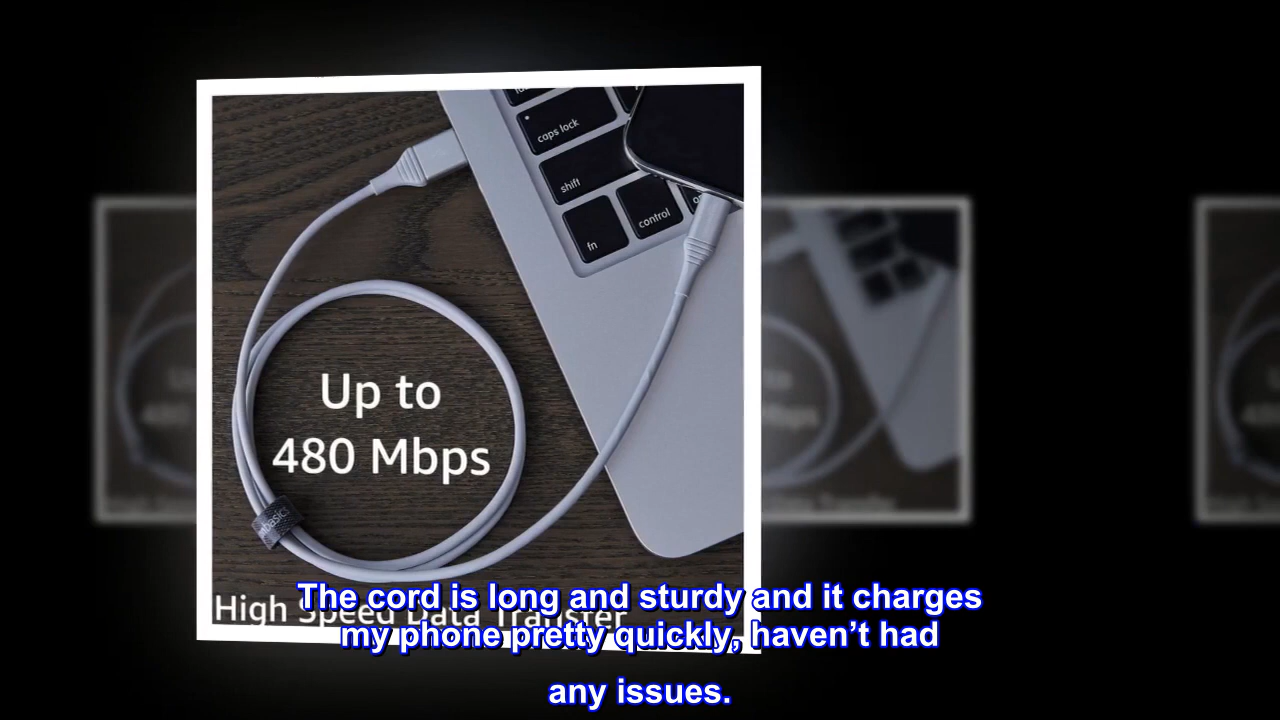 caps lock
shift
fn
control
Up to
480 Mbps
High Speed Data Transfer
The cord is long and sturdy and it charges
my phone pretty quickly, haven’t had
any issues.